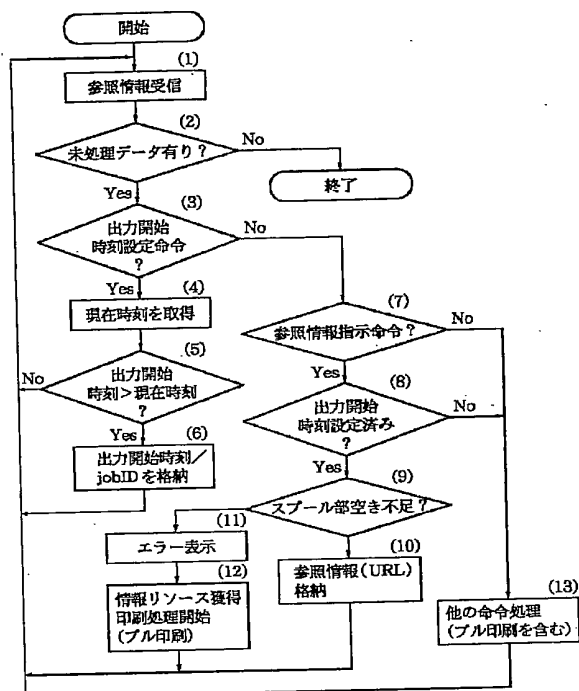 開始
(1)
参照情報受信
(2)
未処理データ有り？
No
Yes
終了
(3)
出力開始
時刻設定命令
？
No
Yes
(4)
現在時刻を取得
(7)
参照情報指示命令？
No
Yes
(5)
No
出力開始
時刻＞現在時刻
？
Yes
(8)
出力開始
時刻設定済み
？
No
Yes
(6)
出力開始時刻／
jobIDを格納
(9)
スプール部空き不足？
(11)
エラー表示
(10)
参照情報(URL)
格納
(12)
情報リソース獲得
印刷処理開始
(プル印刷)
(13)
他の命令処理
(プル印刷を含む)